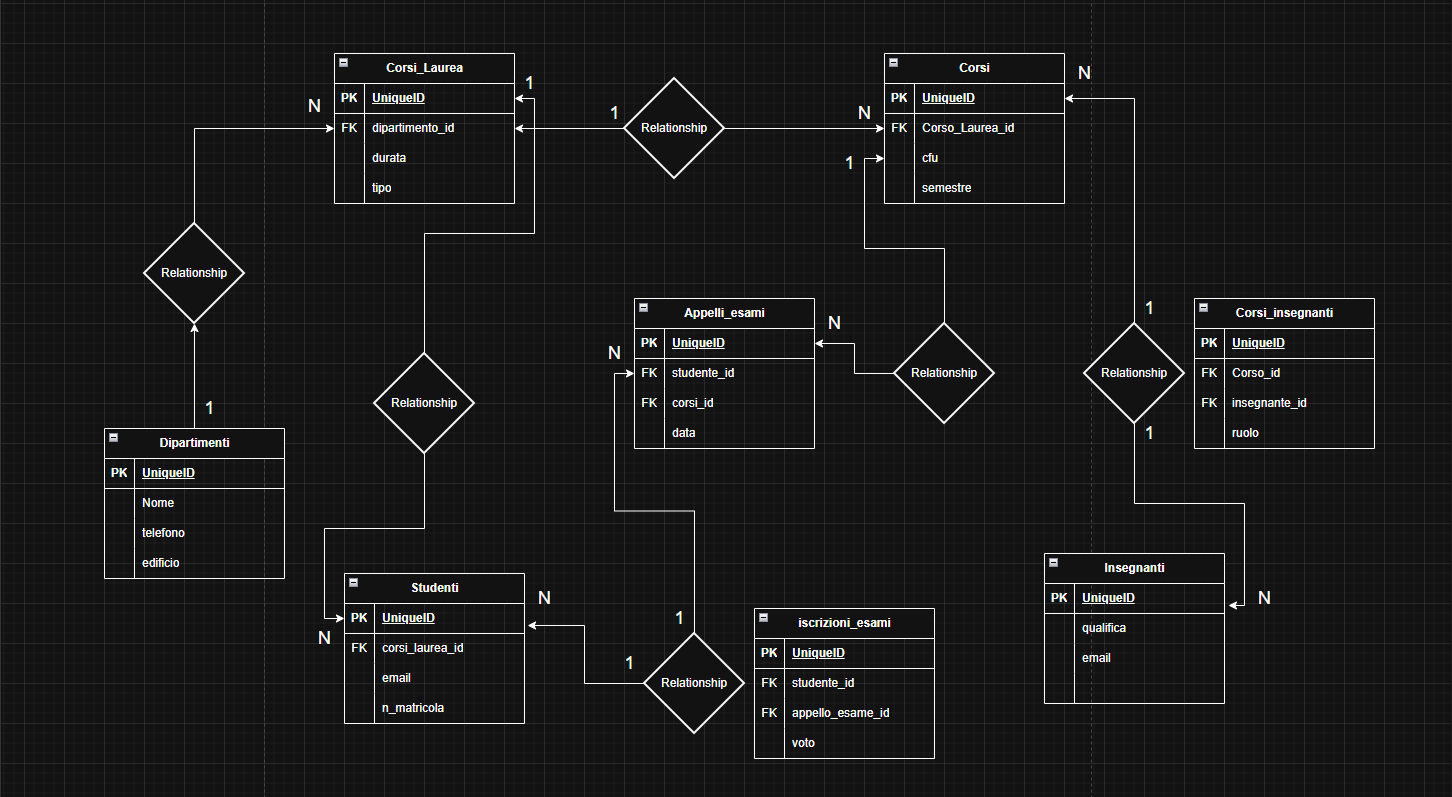 Corsi_Laurea
PK UniqueID
FK dipartimento_id
durata
tipo
N
1
1
Relationship
N
Corsi
PK UniqueID
FK Corso_Laurea_id
cfu
semestre
N
1
Relationship
1
Dipartimenti
PK UniqueID
Nome
telefono
edificio
Relationship
N
Appelli_esami
PK UniqueID
FK studente_id
FK corsi_id
data
N
Relationship
1
Relationship
1
Corsi_insegnanti
PK UniqueID
FK Corso_id
FK insegnante_id
ruolo
Studenti
PK UniqueID
FK corsi_laurea_id
email
n_matricola
N
N
1
1
Relationship
iscrizioni_esami
PK UniqueID
FK studente_id
FK appello_esame_id
voto
Insegnanti
PK UniqueID
qualifica
email
N